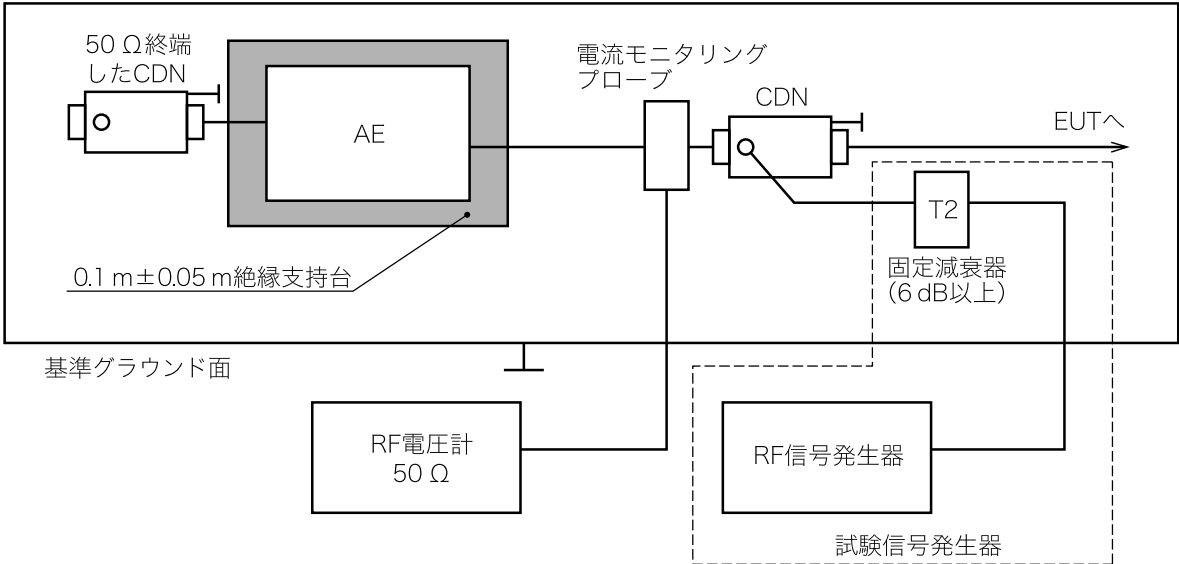 50 Ω終端
したCDN
AE
電流モニタリング
プローブ
CDN
EUTへ
T2
固定減衰器
(6 dB以上)
0.1 m±0.05 m絶縁支持台
基準グラウンド面
RF電圧計
50 Ω
RF信号発生器
試験信号発生器